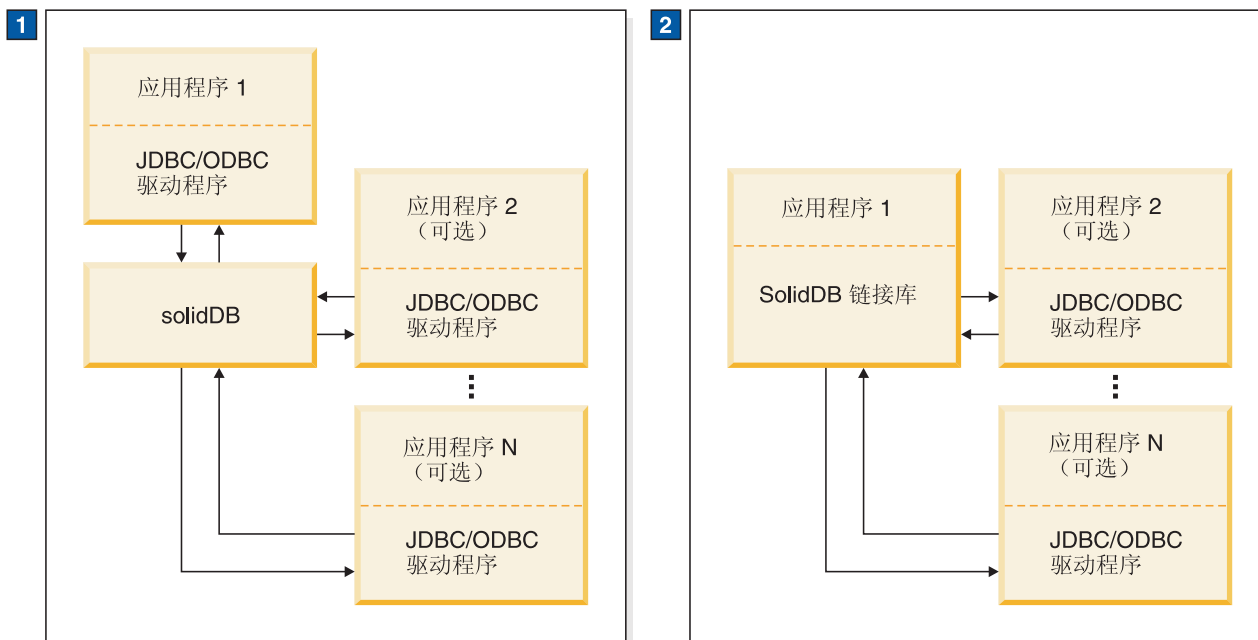 1
应用程序 1
JDBC/ODBC
驱动程序
solidDB
应用程序 2
（可选）
JDBC/ODBC
驱动程序
应用程序 N
（可选）
JDBC/ODBC
驱动程序
2
应用程序 1
SolidDB 链接库
应用程序 2
（可选）
JDBC/ODBC
驱动程序
应用程序 N
（可选）
JDBC/ODBC
驱动程序